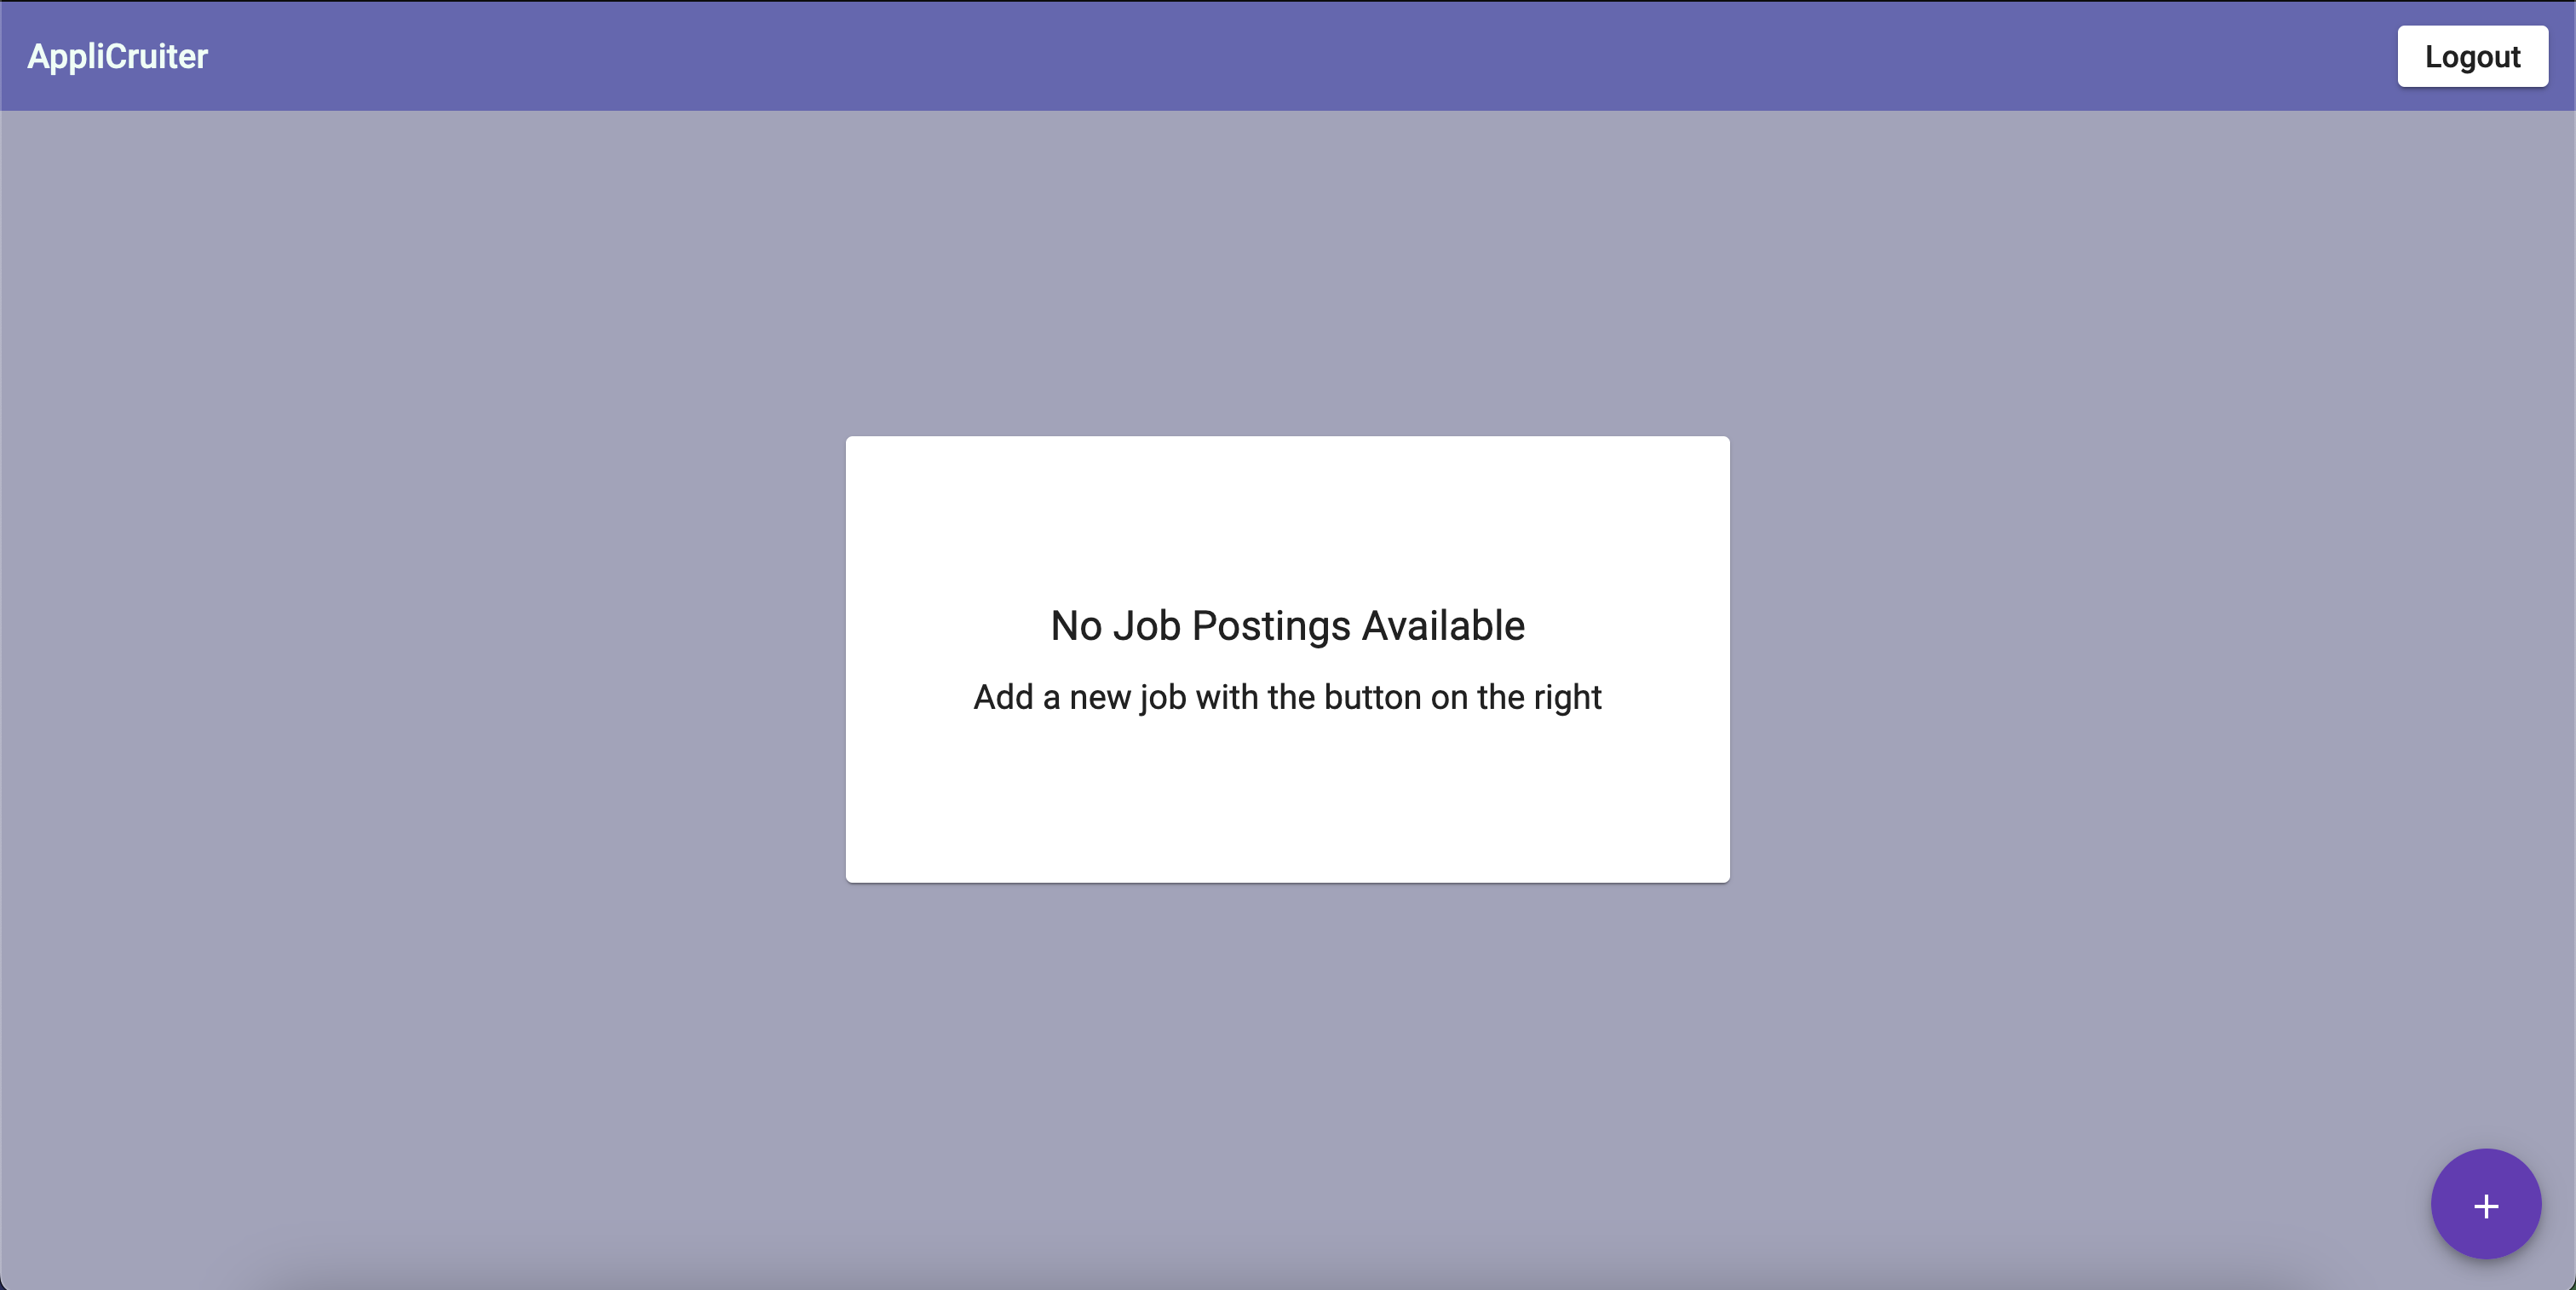 AppliCruiter
Logout
No Job Postings Available
Add a new job with the button on the right
+